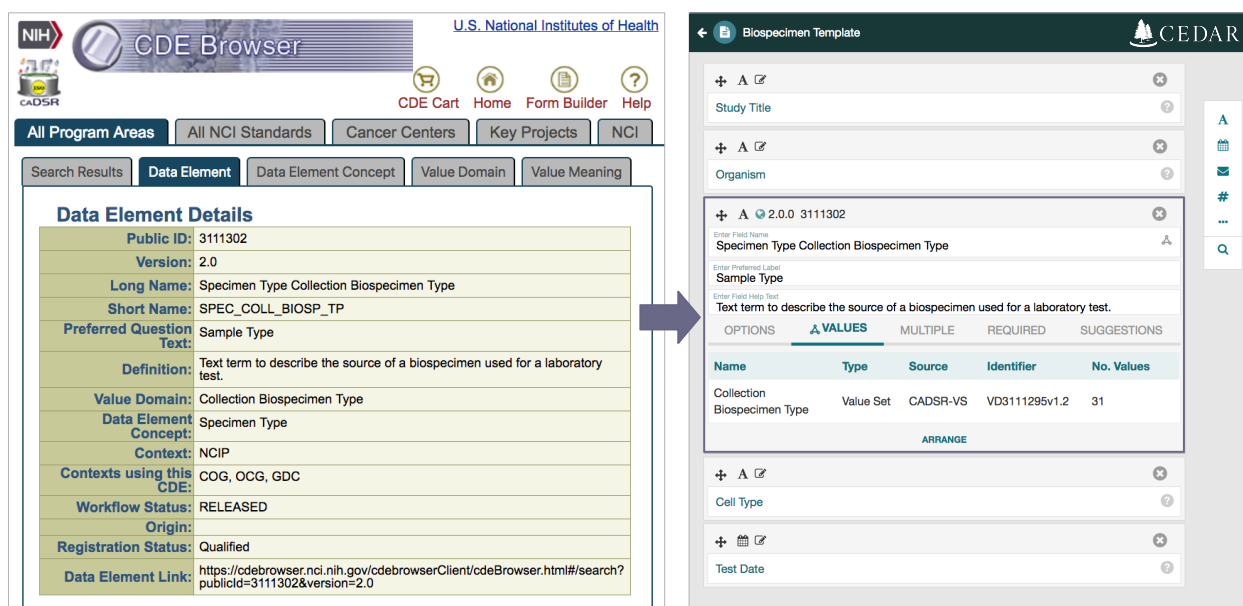 NIH
U.S. National Institutes of Health
CDE Browser
caDSR
CDE Cart Home Form Builder Help
All Program Areas All NCI Standards Cancer Centers Key Projects NCI
Search Results Data Element Data Element Concept Value Domain Value Meaning
Data Element Details
Public ID: 3111302
Version: 2.0
Long Name: Specimen Type Collection Biospecimen Type
Short Name: SPEC_COLL_BIOSP_TP
Preferred Question
Text: Sample Type
Definition: Text term to describe the source of a biospecimen used for a laboratory
test.
Value Domain: Collection Biospecimen Type
Data Element
Concept: Specimen Type
Context: NCIP
Contexts using this
CDE: COG, OCG, GDC
Workflow Status: RELEASED
Origin:
Registration Status: Qualified
Data Element Link: https://cdebrowser.nci.nih.gov/cdebrowserClient/cdeBrowser.html#/search?
publicId=3111302&version=2.0
Biospecimen Template
CEDAR
A
Study Title
A
Organism
A 2.0.0 3111302
Enter Field Name
Specimen Type Collection Biospecimen Type
Enter Preferred Label
Sample Type
Enter Field Help Text
Text term to describe the source of a biospecimen used for a laboratory test.
OPTIONS VALUES MULTIPLE REQUIRED SUGGESTIONS
Name Type Source Identifier No. Values
Collection
Biospecimen Type Value Set CADSR-VS VD3111295v1.2 31
ARRANGE
A
Cell Type
Test Date
A
#
...